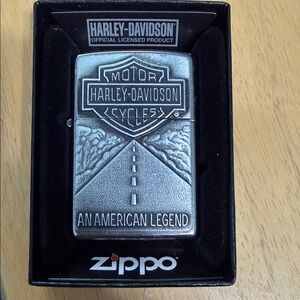 HARLEY-DAVIDSON
OFFICIAL LICENSED PRODUCT
MOTOR
HARLEY-DAVIDSON
CYCLES
®
AN AMERICAN LEGEND
zippo